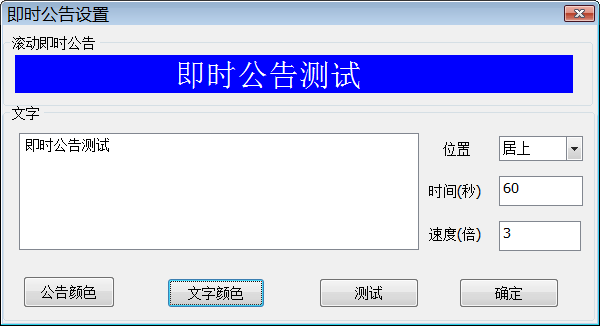 即时公告设置
滚动即时公告
即时公告测试
文字
即时公告测试
位置 居上
时间(秒) 60
速度(倍) 3
公告颜色 文字颜色 测试 确定